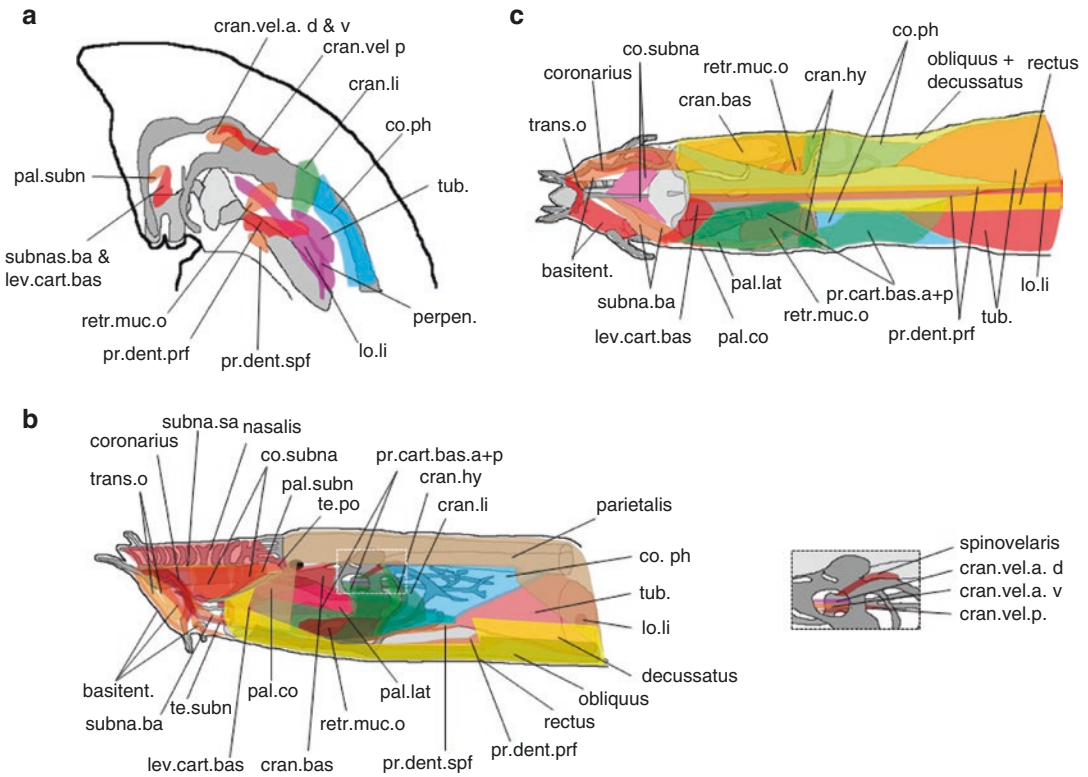 a
cran.vel.a. d & v
cran.vel p
cran.li
co.ph
tub.
pal.subn
subnas.ba &
lev.cart.bas
retr.muc.o
pr.dent.prf
pr.dent.spf
lo.li
perpen.
c
co.ph
co.subna
retr.muc.o
cran.hy
obliquus +
decussatus
rectus
coronarius
cran.bas
trans.o
basitent.
subna.ba
lev.cart.bas
pal.lat
pal.co
pr.cart.bas.a+p
retr.muc.o
pr.dent.prf
tub.
lo.li
b
subna.sa
nasalis
coronarius
co.subna
pr.cart.bas.a+p
trans.o
pal.subn
cran.hy
te.po
cran.li
parietalis
co. ph
tub.
lo.li
decussatus
obliquus
rectus
pr.dent.prf
pr.dent.spf
basitent.
subna.ba
te.subn
pal.co
pal.lat
retr.muc.o
lev.cart.bas
cran.bas
spinovelaris
cran.vel.a. d
cran.vel.a. v
cran.vel.p.